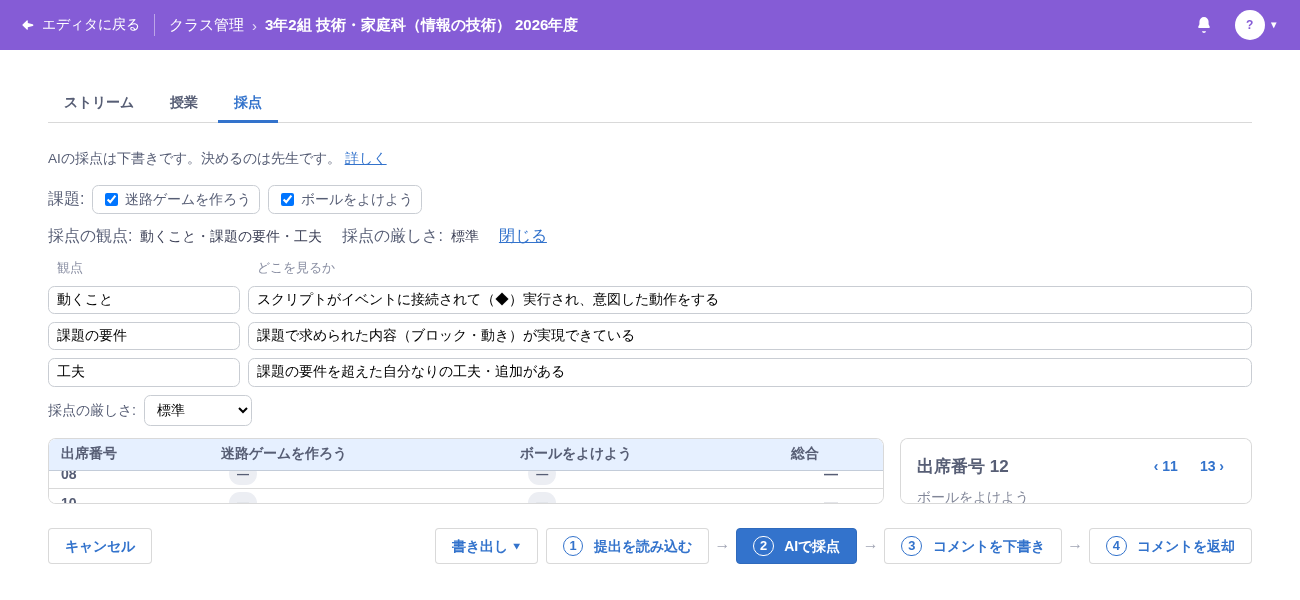 エディタに戻る クラス管理 › 3年2組 技術・家庭科（情報の技術） 2026年度 ? ▾
ストリーム 授業 採点
AIの採点は下書きです。決めるのは先生です。 詳しく
課題: 迷路ゲームを作ろう ボールをよけよう
採点の観点: 動くこと・課題の要件・工夫 採点の厳しさ: 標準 閉じる
観点 どこを見るか
動くこと スクリプトがイベントに接続されて（◆）実行され、意図した動作をする
課題の要件 課題で求められた内容（ブロック・動き）が実現できている
工夫 課題の要件を超えた自分なりの工夫・追加がある
採点の厳しさ: 標準
出席番号 迷路ゲームを作ろう ボールをよけよう 総合
08 — — —
10 — — —
出席番号 12 ‹ 11 13 ›
ボールをよけよう
キャンセル 書き出し ▾ 1 提出を読み込む → 2 AIで採点 → 3 コメントを下書き → 4 コメントを返却